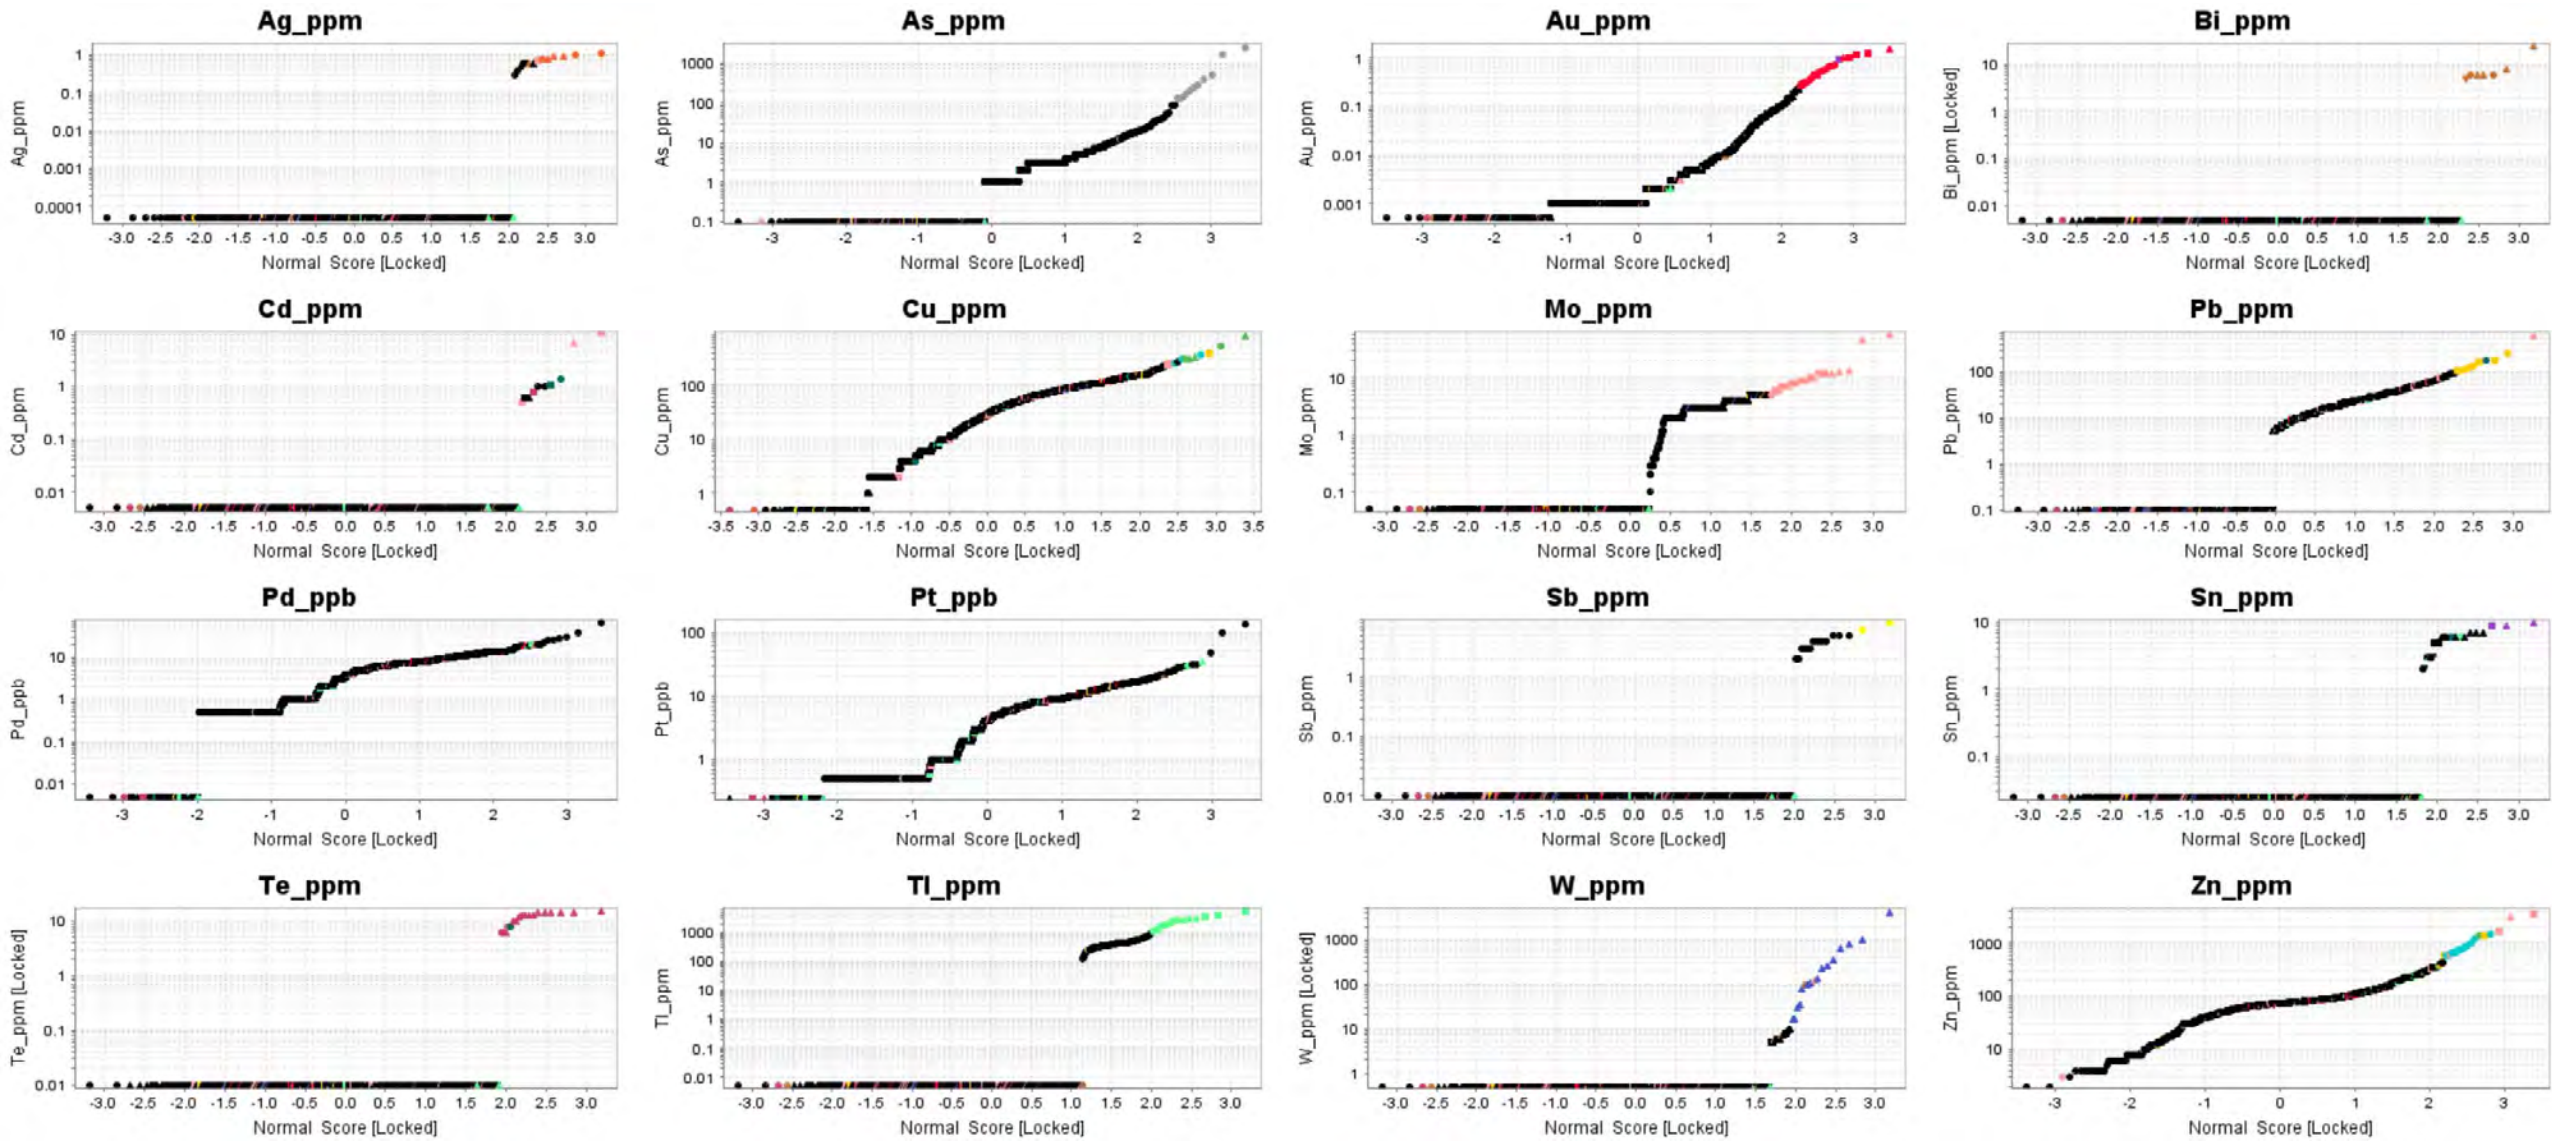 Ag_ppm
Ag_ppm
1
0.1
0.01
0.001
0.0001
-3.0 -2.5 -2.0 -1.5 -1.0 -0.5 0.0 0.5 1.0 1.5 2.0 2.5 3.0
Normal Score [Locked]
As_ppm
As_ppm
1000
100
10
1
0.1
-3 -2 -1 0 1 2 3
Normal Score [Locked]
Au_ppm
Au_ppm
1
0.1
0.01
0.001
-3 -2 -1 0 1 2 3
Normal Score [Locked]
Bi_ppm
Bi_ppm [Locked]
10
1
0.1
0.01
-3.0 -2.5 -2.0 -1.5 -1.0 -0.5 0.0 0.5 1.0 1.5 2.0 2.5 3.0
Normal Score [Locked]
Cd_ppm
Cd_ppm
10
1
0.1
0.01
-3.0 -2.5 -2.0 -1.5 -1.0 -0.5 0.0 0.5 1.0 1.5 2.0 2.5 3.0
Normal Score [Locked]
Cu_ppm
Cu_ppm
100
10
1
-3.5 -3.0 -2.5 -2.0 -1.5 -1.0 -0.5 0.0 0.5 1.0 1.5 2.0 2.5 3.0 3.5
Normal Score [Locked]
Mo_ppm
Mo_ppm
10
1
0.1
-3.0 -2.5 -2.0 -1.5 -1.0 -0.5 0.0 0.5 1.0 1.5 2.0 2.5 3.0
Normal Score [Locked]
Pb_ppm
Pb_ppm
100
10
1
0.1
-3.0 -2.5 -2.0 -1.5 -1.0 -0.5 0.0 0.5 1.0 1.5 2.0 2.5 3.0
Normal Score [Locked]
Pd_ppb
Pd_ppb
10
1
0.1
0.01
-3 -2 -1 0 1 2 3
Normal Score [Locked]
Pt_ppb
Pt_ppb
100
10
1
-3 -2 -1 0 1 2 3
Normal Score [Locked]
Sb_ppm
Sb_ppm
1
0.1
0.01
-3.0 -2.5 -2.0 -1.5 -1.0 -0.5 0.0 0.5 1.0 1.5 2.0 2.5 3.0
Normal Score [Locked]
Sn_ppm
Sn_ppm
10
1
0.1
-3.0 -2.5 -2.0 -1.5 -1.0 -0.5 0.0 0.5 1.0 1.5 2.0 2.5 3.0
Normal Score [Locked]
Te_ppm
Te_ppm [Locked]
10
1
0.1
0.01
-3.0 -2.5 -2.0 -1.5 -1.0 -0.5 0.0 0.5 1.0 1.5 2.0 2.5 3.0
Normal Score [Locked]
Tl_ppm
Tl_ppm
1000
100
10
1
0.1
0.01
-3.0 -2.5 -2.0 -1.5 -1.0 -0.5 0.0 0.5 1.0 1.5 2.0 2.5 3.0
Normal Score [Locked]
W_ppm
W_ppm [Locked]
1000
100
10
1
-3.0 -2.5 -2.0 -1.5 -1.0 -0.5 0.0 0.5 1.0 1.5 2.0 2.5 3.0
Normal Score [Locked]
Zn_ppm
Zn_ppm
1000
100
10
-3 -2 -1 0 1 2 3
Normal Score [Locked]